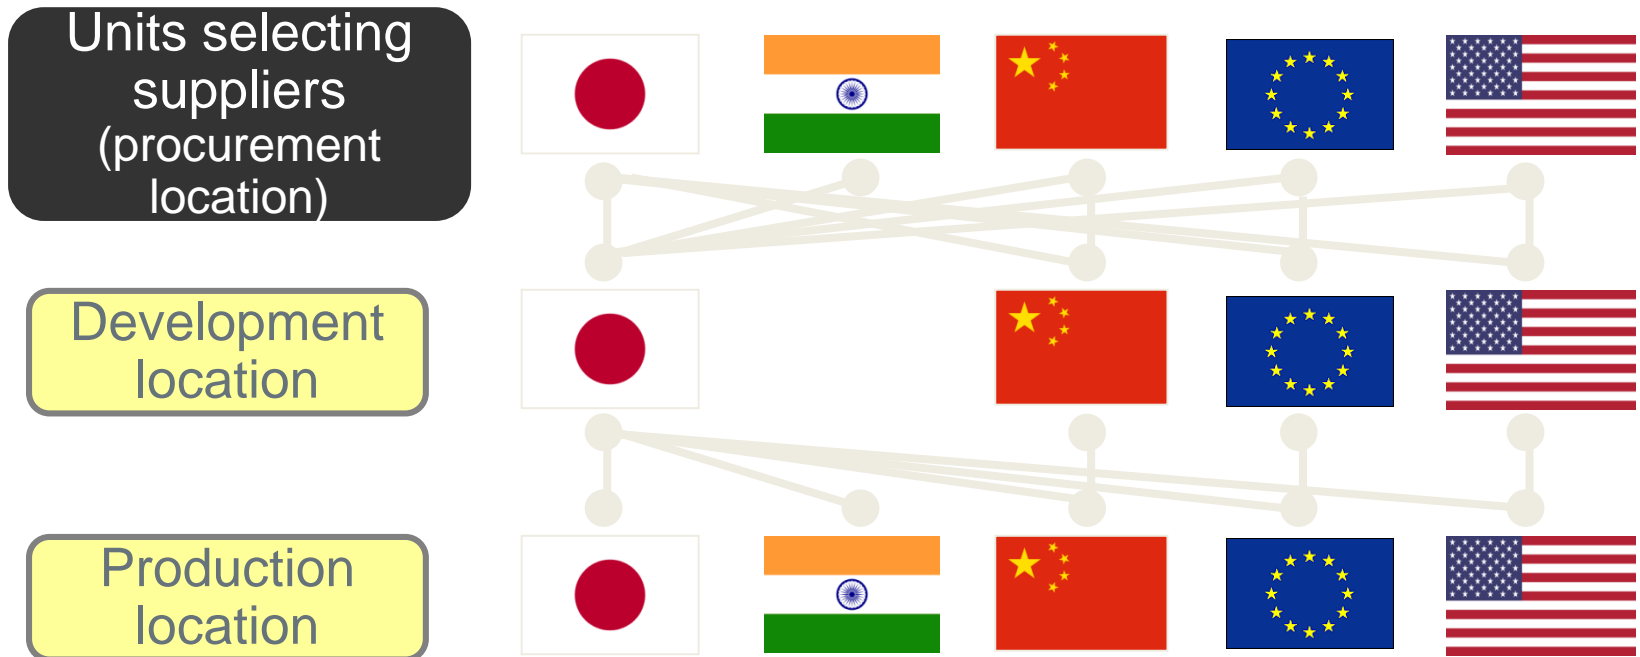 Units selecting
suppliers
(procurement
location)
Development
location
Production
location